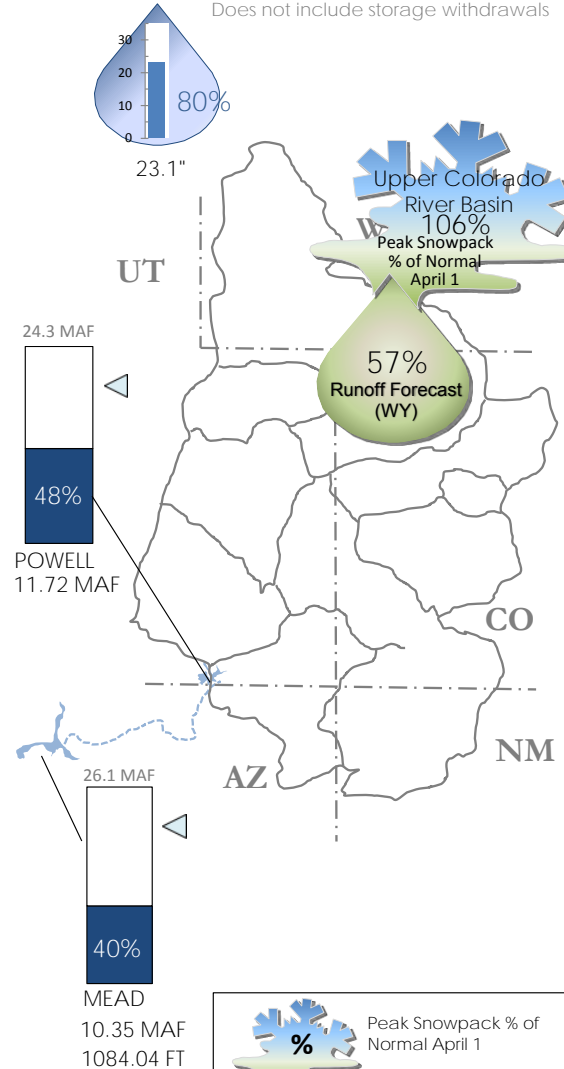 Does not include storage withdrawals
30
20
10
0
80%
23.1"
Upper Colorado
River Basin
W
106%
Peak Snowpack
% of Normal
April 1
UT
24.3 MAF
57%
Runoff Forecast
(WY)
48%
POWELL
11.72 MAF
CO
NM
AZ
26.1 MAF
40%
MEAD
10.35 MAF
1084.04 FT
%
Peak Snowpack % of
Normal April 1